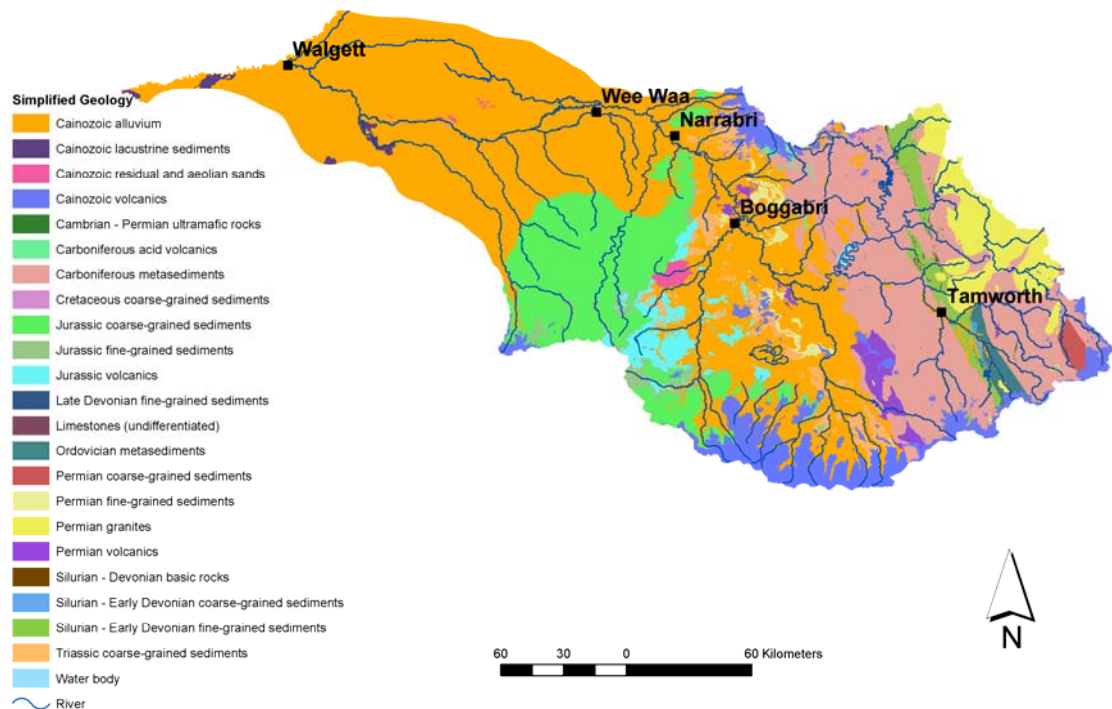 Walgett
Wee Waa
Narrabri
Boggabri
Tamworth
Simplified Geology
Cainozoic alluvium
Cainozoic lacustrine sediments
Cainozoic residual and aeolian sands
Cainozoic volcanics
Cambrian - Permian ultramafic rocks
Carboniferous acid volcanics
Carboniferous metasediments
Cretaceous coarse-grained sediments
Jurassic coarse-grained sediments
Jurassic fine-grained sediments
Jurassic volcanics
Late Devonian fine-grained sediments
Limestones (undifferentiated)
Ordovician metasediments
Permian coarse-grained sediments
Permian fine-grained sediments
Permian granites
Permian volcanics
Silurian - Devonian basic rocks
Silurian - Early Devonian coarse-grained sediments
Silurian - Early Devonian fine-grained sediments
Triassic coarse-grained sediments
Water body
River
60 30 0 60 Kilometers
N